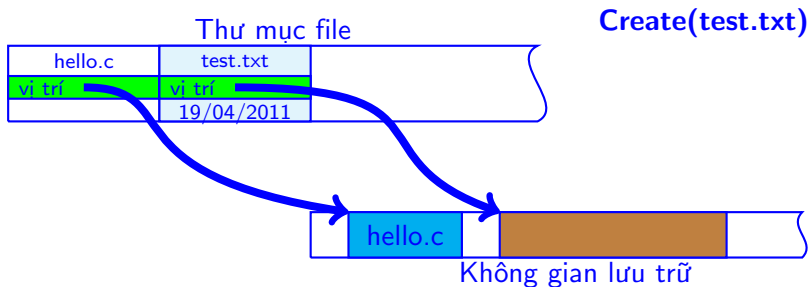 Create(test.txt)
Thư mục file
hello.c test.txt
vị trí vị trí
19/04/2011
hello.c
Không gian lưu trữ